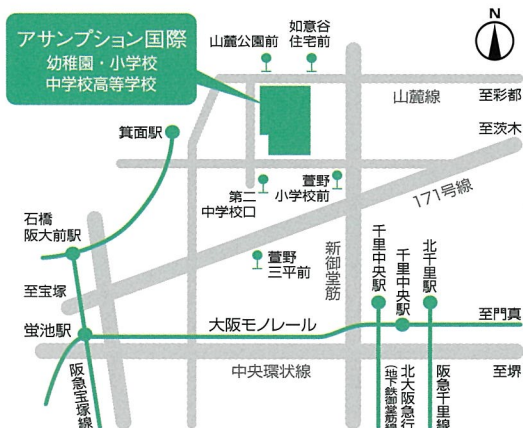 アサンプション国際
幼稚園・小学校
中学校高等学校
山麓公園前
如意谷
住宅前
N
山麓線
至彩都
至茨木
箕面駅
第二
中学校口
萱野
小学校前
171号線
石橋
阪大前駅
萱野
三平前
新御堂筋
千里中央駅
千里中央駅
北千里駅
至宝塚
蛍池駅
大阪モノレール
至門真
中央環状線
至堺
阪急宝塚線
(地下鉄御堂筋線
北大阪急行
阪急千里線